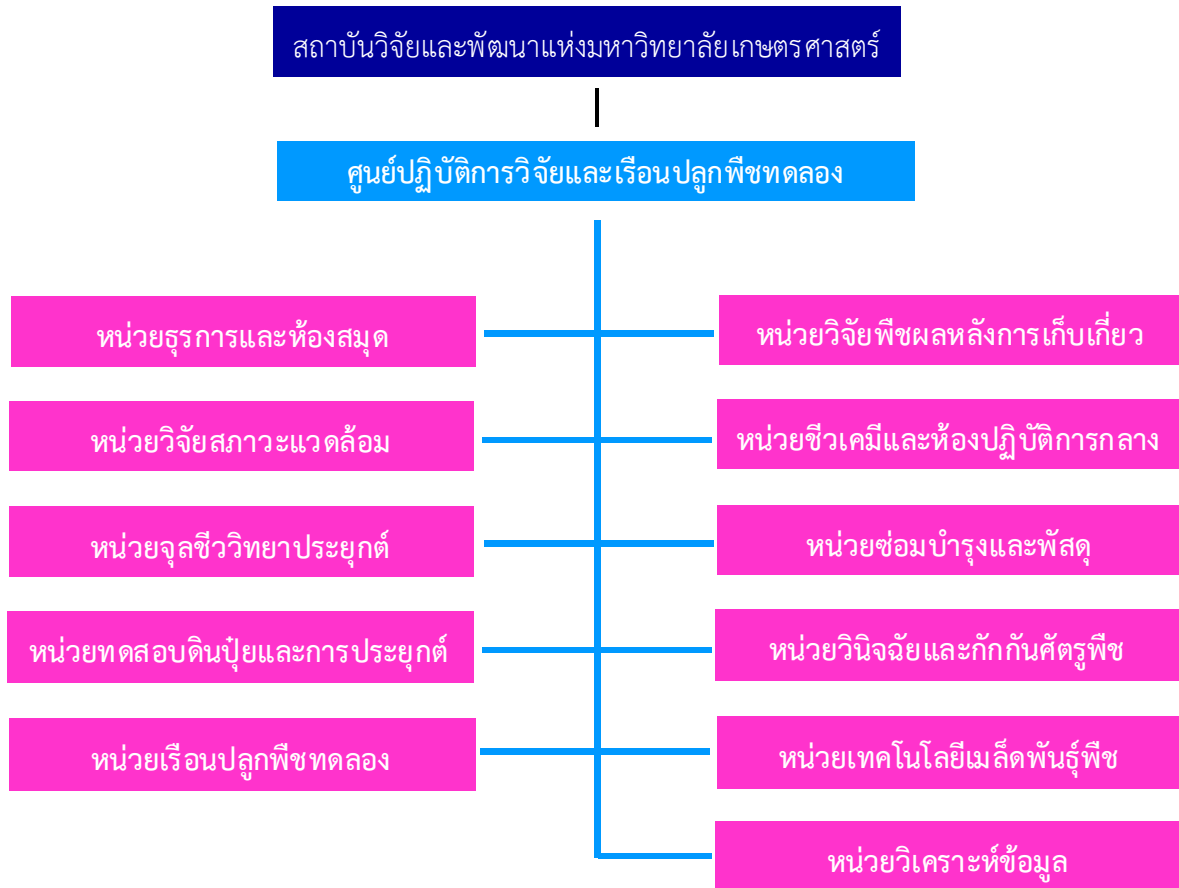 สถาบันวิจัยและพัฒนาแห่งมหาวิทยาลัยเกษตรศาสตร์
ศูนย์ปฏิบัติการวิจัยและเรือนปลูกพืชทดลอง
หน่วยธุรการและห้องสมุด
หน่วยวิจัยพืชผลหลังการเก็บเกี่ยว
หน่วยวิจัยสภาวะแวดล้อม
หน่วยชีวเคมีและห้องปฏิบัติการกลาง
หน่วยจุลชีววิทยาประยุกต์
หน่วยซ่อมบำรุงและพัสดุ
หน่วยทดสอบดินปุ๋ยและการประยุกต์
หน่วยวินิจฉัยและกักกันศัตรูพืช
หน่วยเรือนปลูกพืชทดลอง
หน่วยเทคโนโลยีเมล็ดพันธุ์พืช
หน่วยวิเคราะห์ข้อมูล